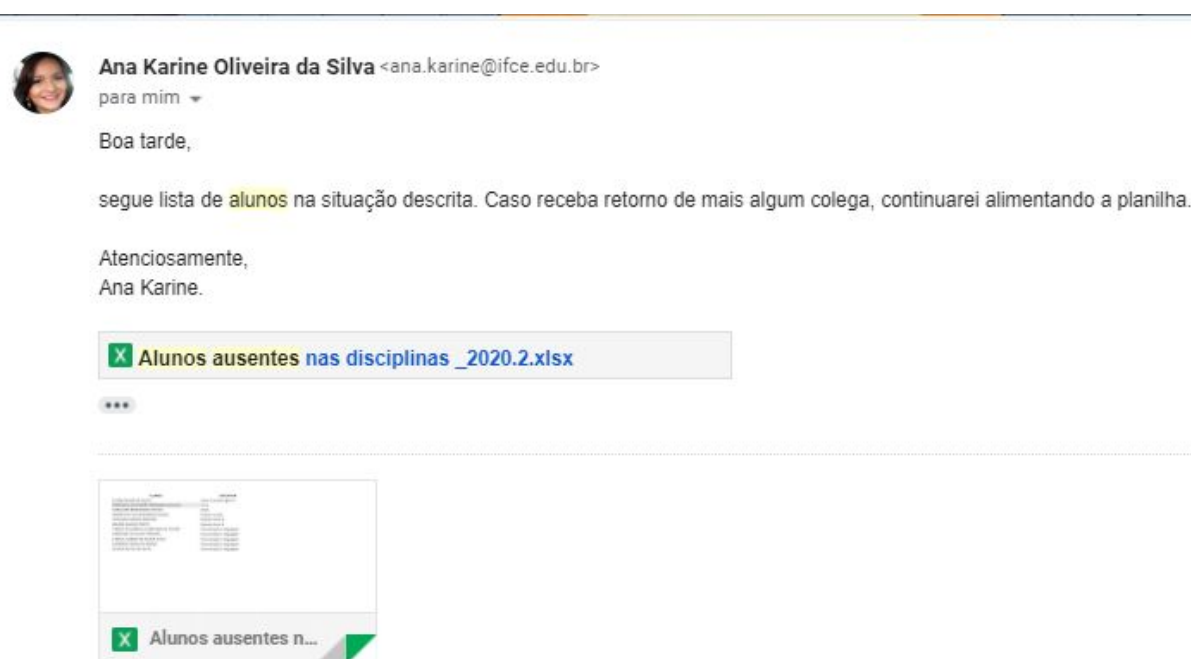 Ana Karine Oliveira da Silva <ana.karine@ifce.edu.br>
para mim
Boa tarde,
segue lista de alunos na situação descrita. Caso receba retorno de mais algum colega, continuarei alimentando a planilha.
Atenciosamente,
Ana Karine.
X Alunos ausentes nas disciplinas _2020.2.xlsx
X Alunos ausentes n...